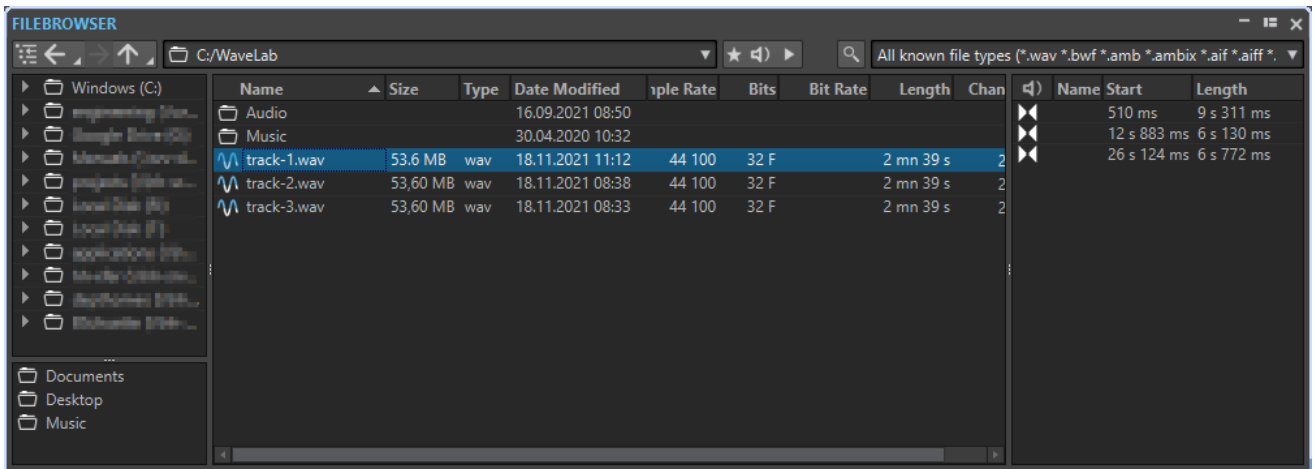 FILEBROWSER
C:/WaveLab All known file types (*.wav *.bwf *.amb *.ambix *.aif *.aiff *.
Windows (C:) Name Size Type Date Modified ple Rate Bits Bit Rate Length Chan Name Start Length
Audio 16.09.2021 08:50 510 ms 9 s 311 ms
Music 30.04.2020 10:32 12 s 883 ms 6 s 130 ms
track-1.wav 53.6 MB wav 18.11.2021 11:12 44 100 32 F 2 mn 39 s 2 26 s 124 ms 6 s 772 ms
track-2.wav 53,60 MB wav 18.11.2021 08:38 44 100 32 F 2 mn 39 s 2
track-3.wav 53,60 MB wav 18.11.2021 08:33 44 100 32 F 2 mn 39 s 2
Documents
Desktop
Music